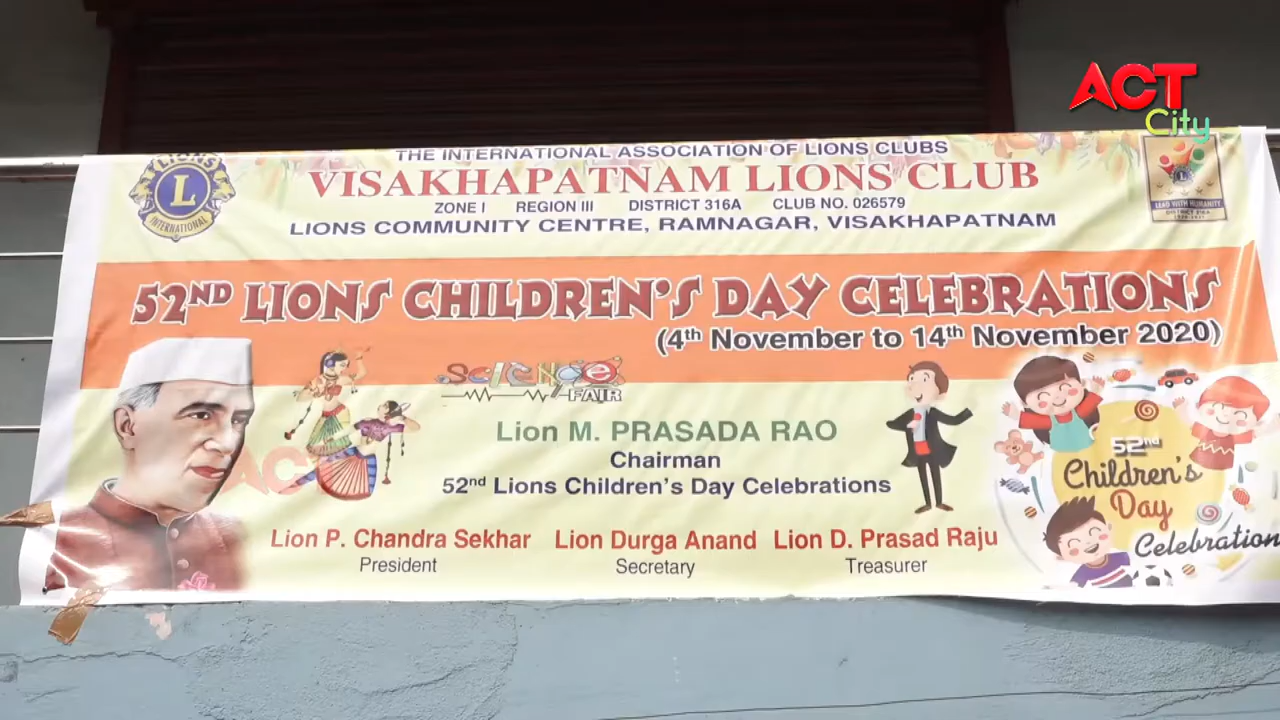 ACT
City
THE INTERNATIONAL ASSOCIATION OF LIONS CLUBS
VISAKHAPATNAM LIONS CLUB
ZONE I REGION III DISTRICT 316A CLUB NO. 026579
LIONS COMMUNITY CENTRE, RAMNAGAR, VISAKHAPATNAM
LIONS
L
INTERNATIONAL
LEAD WITH HUMANITY
DISTRICT 316A
52ND LIONS CHILDREN'S DAY CELEBRATIONS
(4th November to 14th November 2020)
SCIENCE
FAIR
Lion M. PRASADA RAO
Chairman
52nd Lions Children's Day Celebrations
Lion P. Chandra Sekhar Lion Durga Anand Lion D. Prasad Raju
President Secretary Treasurer
52nd
Children's
Day
Celebration
ACT